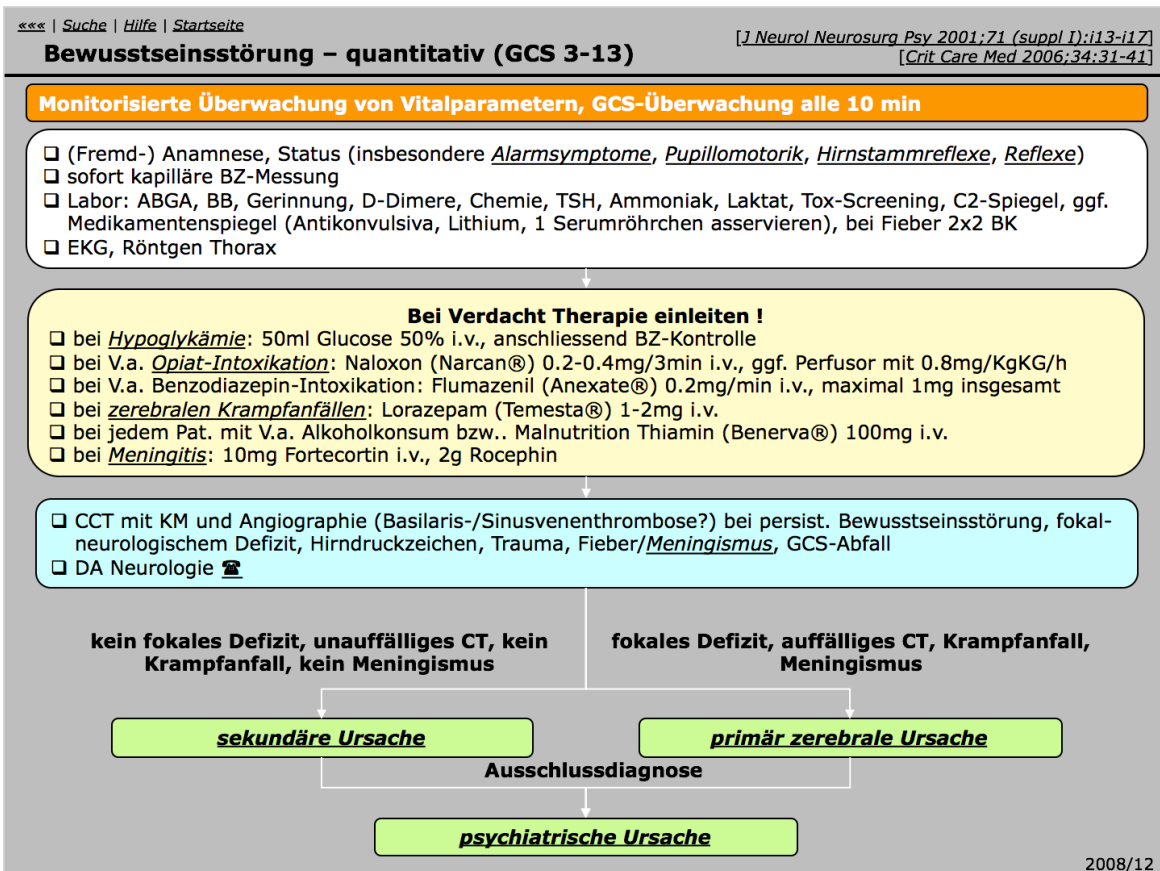 ««« | Suche | Hilfe | Startseite
Bewusstseinsstörung – quantitativ (GCS 3-13)
[J Neurol Neurosurg Psy 2001;71 (suppl I):i13-i17]
[Crit Care Med 2006;34:31-41]
Monitorisierte Überwachung von Vitalparametern, GCS-Überwachung alle 10 min
❑ (Fremd-) Anamnese, Status (insbesondere Alarmsymptome, Pupillomotorik, Hirnstammreflexe, Reflexe)
❑ sofort kapilläre BZ-Messung
❑ Labor: ABGA, BB, Gerinnung, D-Dimere, Chemie, TSH, Ammoniak, Laktat, Tox-Screening, C2-Spiegel, ggf.
Medikamentenspiegel (Antikonvulsiva, Lithium, 1 Serumröhrchen asservieren), bei Fieber 2x2 BK
❑ EKG, Röntgen Thorax
Bei Verdacht Therapie einleiten !
❑ bei Hypoglykämie: 50ml Glucose 50% i.v., anschliessend BZ-Kontrolle
❑ bei V.a. Opiat-Intoxikation: Naloxon (Narcan®) 0.2-0.4mg/3min i.v., ggf. Perfusor mit 0.8mg/KgKG/h
❑ bei V.a. Benzodiazepin-Intoxikation: Flumazenil (Anexate®) 0.2mg/min i.v., maximal 1mg insgesamt
❑ bei zerebralen Krampfanfällen: Lorazepam (Temesta®) 1-2mg i.v.
❑ bei jedem Pat. mit V.a. Alkoholkonsum bzw.. Malnutrition Thiamin (Benerva®) 100mg i.v.
❑ bei Meningitis: 10mg Fortecortin i.v., 2g Rocephin
❑ CCT mit KM und Angiographie (Basilaris-/Sinusvenenthrombose?) bei persist. Bewusstseinsstörung, fokal-
neurologischem Defizit, Hirndruckzeichen, Trauma, Fieber/Meningismus, GCS-Abfall
❑ DA Neurologie ☎
kein fokales Defizit, unauffälliges CT, kein
Krampfanfall, kein Meningismus
fokales Defizit, auffälliges CT, Krampfanfall,
Meningismus
sekundäre Ursache
primär zerebrale Ursache
Ausschlussdiagnose
psychiatrische Ursache
2008/12